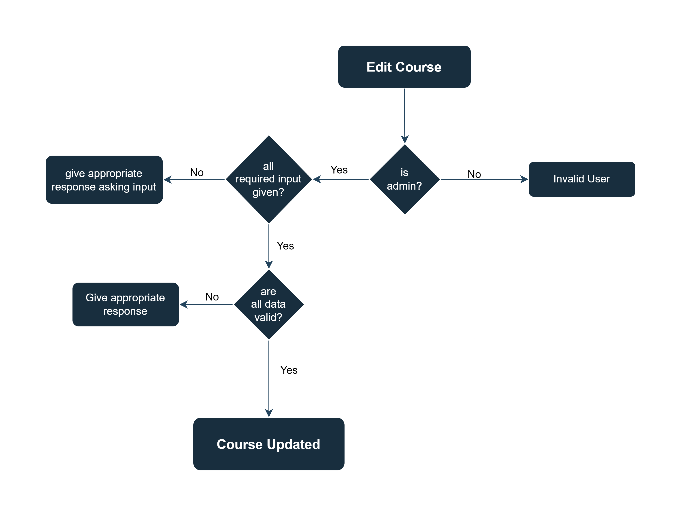 Edit Course
is
admin?
Yes
No
Invalid User
all
required input
given?
No
give appropriate
response asking input
Yes
are
all data
valid?
No
Give appropriate
response
Yes
Course Updated